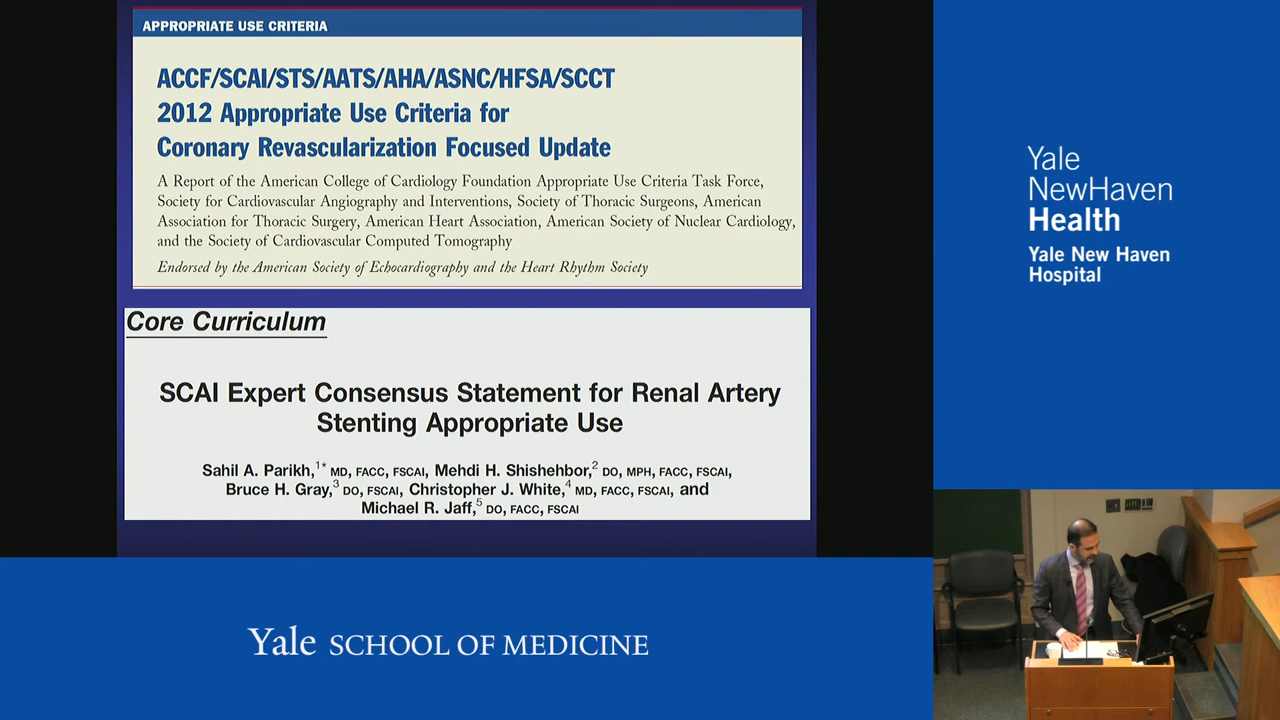 APPROPRIATE USE CRITERIA
ACCF/SCAI/STS/AATS/AHA/ASNC/HFSA/SCCT
2012 Appropriate Use Criteria for
Coronary Revascularization Focused Update
A Report of the American College of Cardiology Foundation Appropriate Use Criteria Task Force,
Society for Cardiovascular Angiography and Interventions, Society of Thoracic Surgeons, American
Association for Thoracic Surgery, American Heart Association, American Society of Nuclear Cardiology,
and the Society of Cardiovascular Computed Tomography
Endorsed by the American Society of Echocardiography and the Heart Rhythm Society
Core Curriculum
SCAI Expert Consensus Statement for Renal Artery
Stenting Appropriate Use
Sahil A. Parikh,1* MD, FACC, FSCAI, Mehdi H. Shishehbor,2 DO, MPH, FACC, FSCAI,
Bruce H. Gray,3 DO, FSCAI, Christopher J. White,4 MD, FACC, FSCAI, and
Michael R. Jaff,5 DO, FACC, FSCAI
Yale
NewHaven
Health
Yale New Haven
Hospital
Yale SCHOOL OF MEDICINE